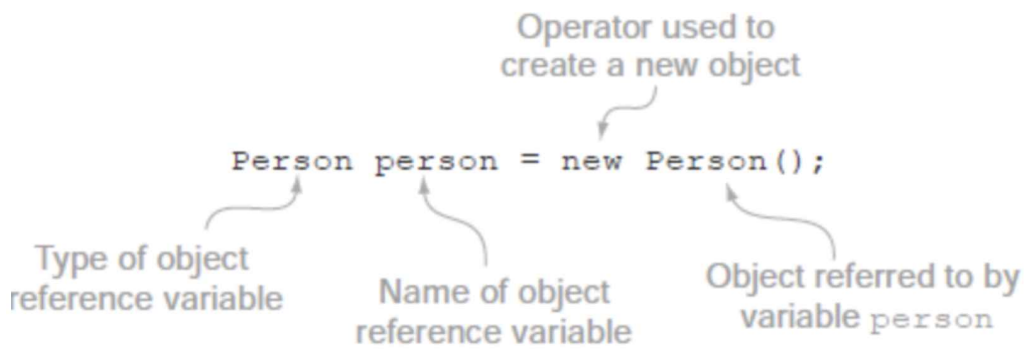 Operator used to
create a new object
Person person = new Person();
Type of object
reference variable
Name of object
reference variable
Object referred to by
variable person